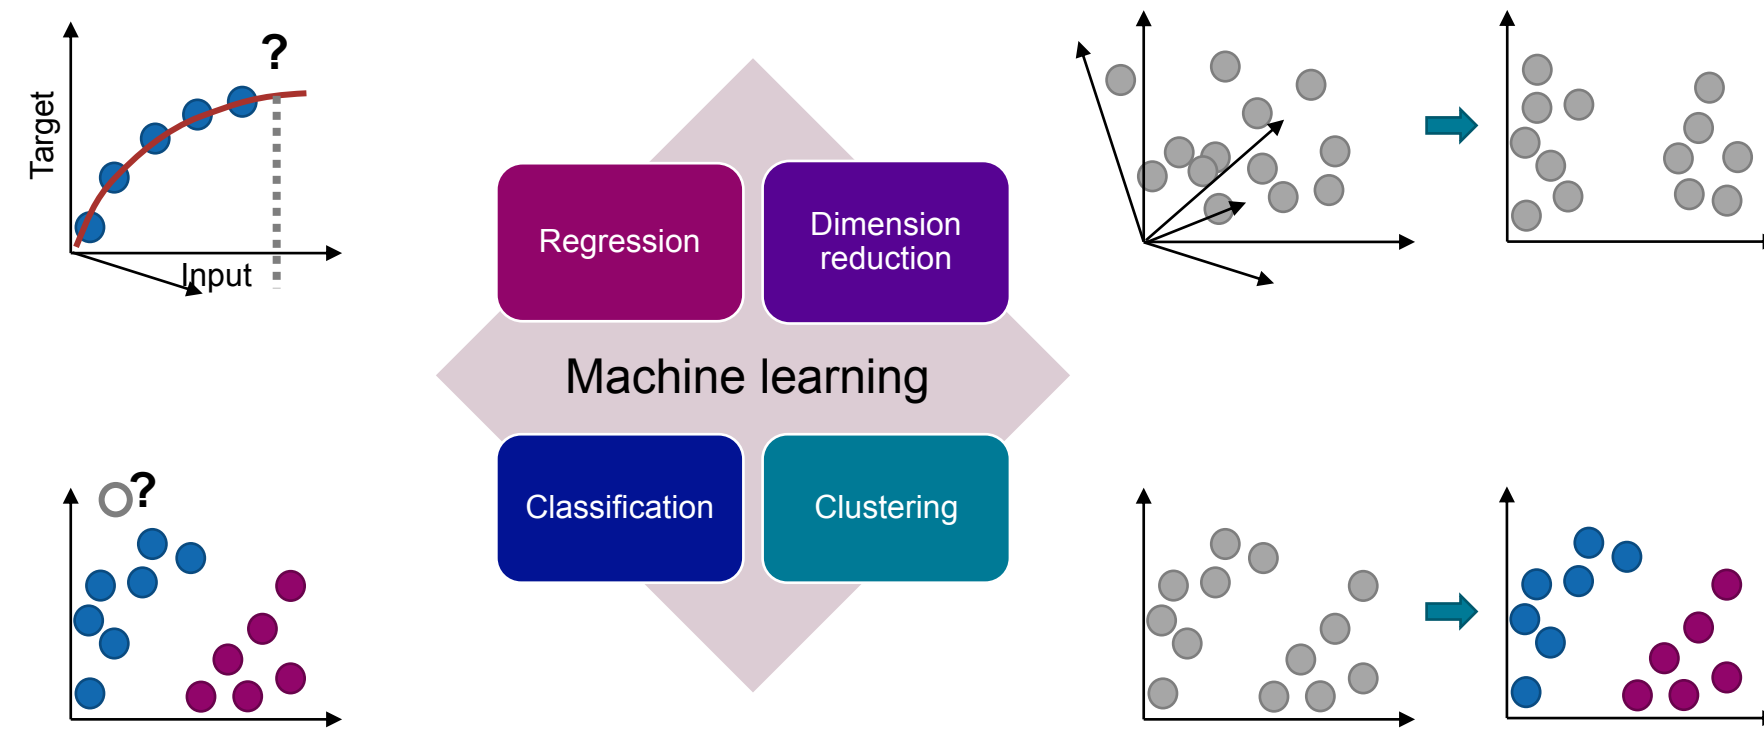 ?
Target
Input
Regression
Dimension
reduction
Machine learning
Classification
Clustering
?